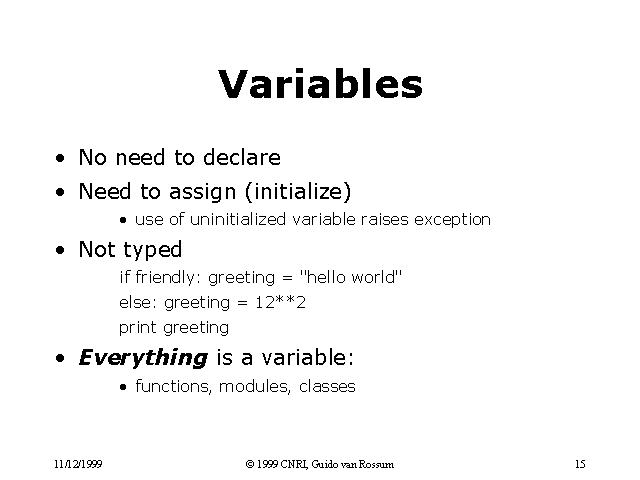 Variables
• No need to declare
• Need to assign (initialize)
• use of uninitialized variable raises exception
• Not typed
if friendly: greeting = "hello world"
else: greeting = 12**2
print greeting
• Everything is a variable:
• functions, modules, classes
11/12/1999 © 1999 CNRI, Guido van Rossum 15